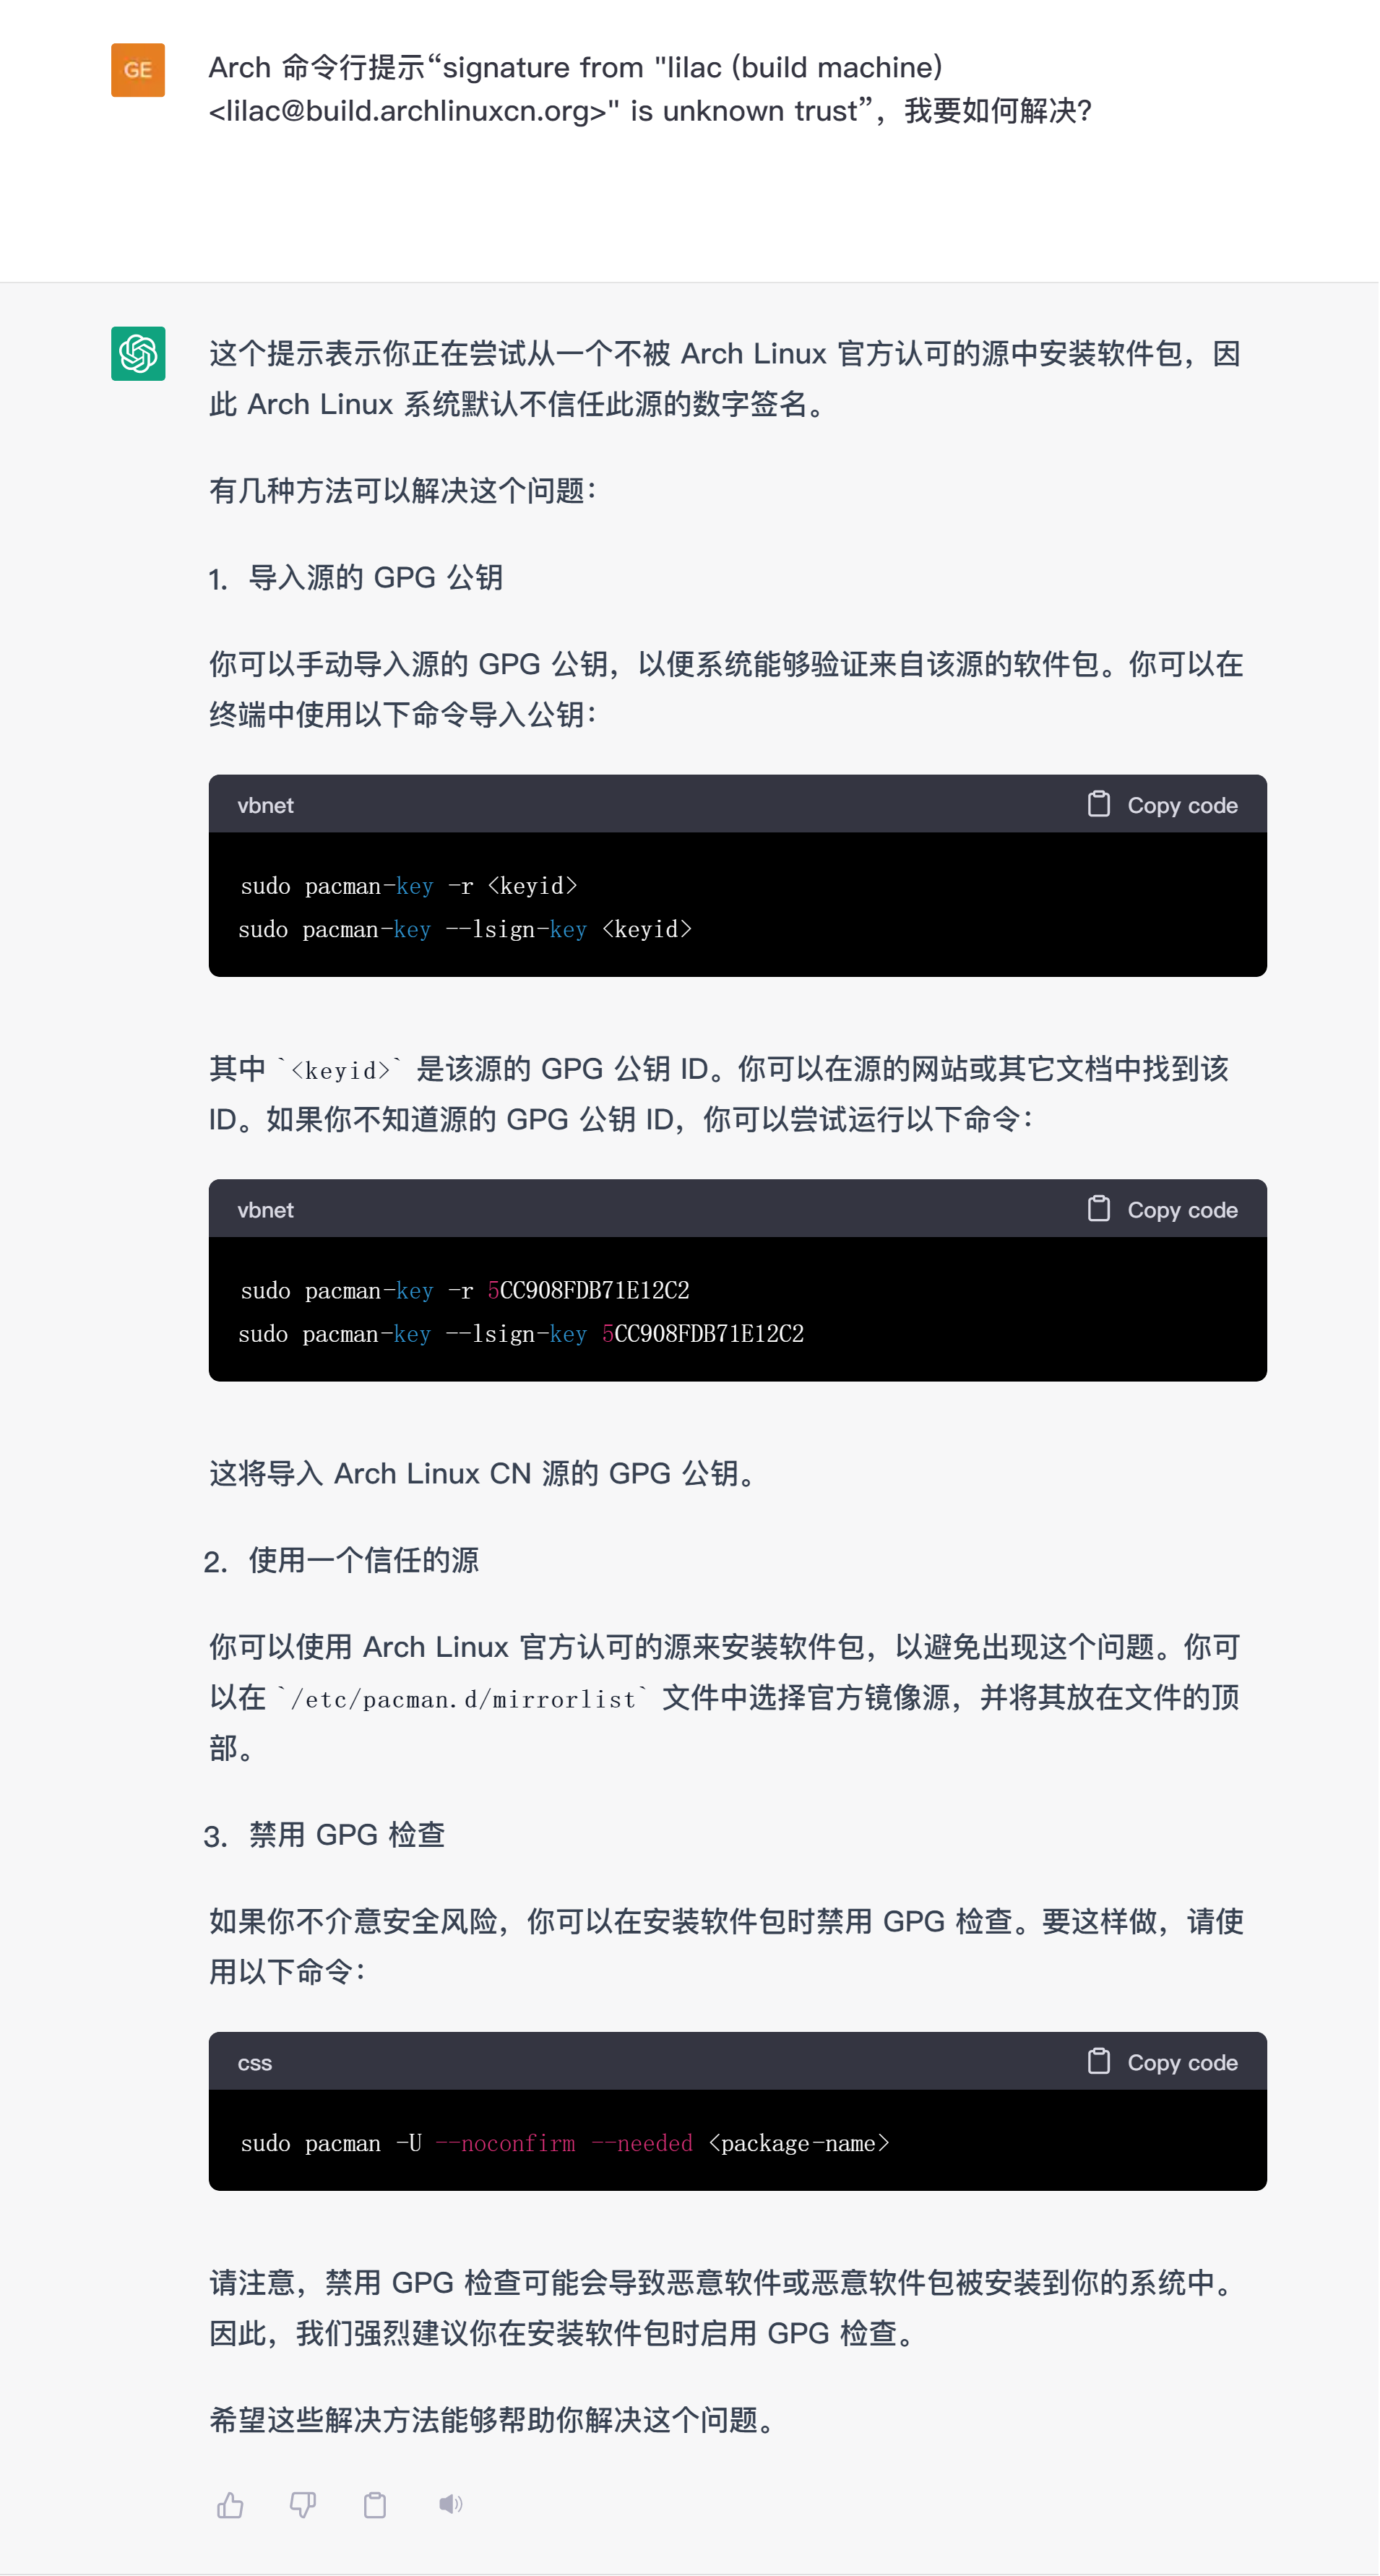 GE
Arch 命令行提示“signature from "lilac (build machine)
<lilac@build.archlinuxcn.org>" is unknown trust”，我要如何解决?
这个提示表示你正在尝试从一个不被 Arch Linux 官方认可的源中安装软件包，因
此 Arch Linux 系统默认不信任此源的数字签名。
有几种方法可以解决这个问题：
1. 导入源的 GPG 公钥
你可以手动导入源的 GPG 公钥，以便系统能够验证来自该源的软件包。你可以在
终端中使用以下命令导入公钥：
vbnet Copy code
sudo pacman-key -r <keyid>
sudo pacman-key --lsign-key <keyid>
其中 `<keyid>` 是该源的 GPG 公钥 ID。你可以在源的网站或其它文档中找到该
ID。如果你不知道源的 GPG 公钥 ID，你可以尝试运行以下命令：
vbnet Copy code
sudo pacman-key -r 5CC908FDB71E12C2
sudo pacman-key --lsign-key 5CC908FDB71E12C2
这将导入 Arch Linux CN 源的 GPG 公钥。
2. 使用一个信任的源
你可以使用 Arch Linux 官方认可的源来安装软件包，以避免出现这个问题。你可
以在 `/etc/pacman.d/mirrorlist` 文件中选择官方镜像源，并将其放在文件的顶
部。
3. 禁用 GPG 检查
如果你不介意安全风险，你可以在安装软件包时禁用 GPG 检查。要这样做，请使
用以下命令：
css Copy code
sudo pacman -U --noconfirm --needed <package-name>
请注意，禁用 GPG 检查可能会导致恶意软件或恶意软件包被安装到你的系统中。
因此，我们强烈建议你在安装软件包时启用 GPG 检查。
希望这些解决方法能够帮助你解决这个问题。